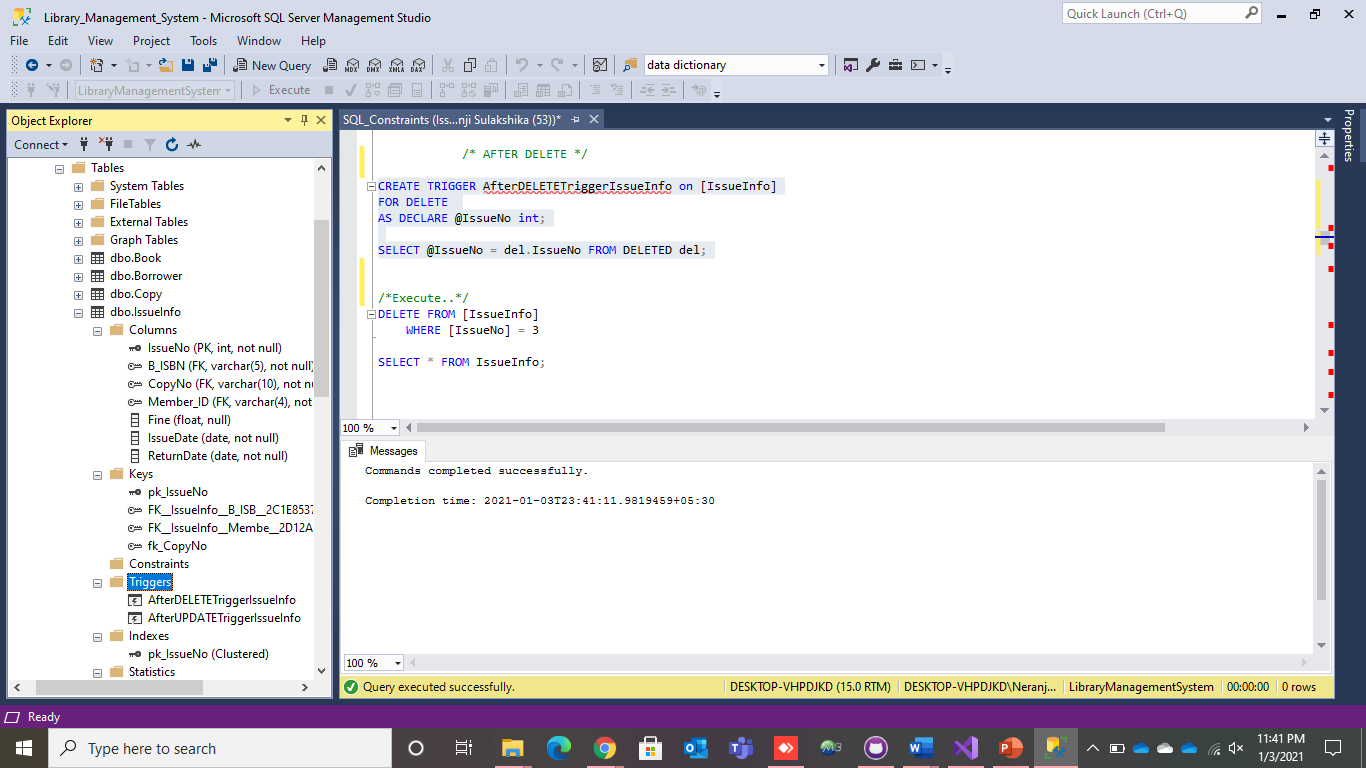 Library_Management_System - Microsoft SQL Server Management Studio
Quick Launch (Ctrl+Q)
File Edit View Project Tools Window Help
New Query
MDX DMX XMLA DAX
data dictionary
LibraryManagementSystem
Execute
Object Explorer
Connect
Tables
System Tables
FileTables
External Tables
Graph Tables
dbo.Book
dbo.Borrower
dbo.Copy
dbo.IssueInfo
Columns
IssueNo (PK, int, not null)
B_ISBN (FK, varchar(5), not null)
CopyNo (FK, varchar(10), not nu
Member_ID (FK, varchar(4), not
Fine (float, null)
IssueDate (date, not null)
ReturnDate (date, not null)
Keys
pk_IssueNo
FK__IssueInfo__B_ISB__2C1E8537
FK__IssueInfo__Membe__2D12A
fk_CopyNo
Constraints
Triggers
AfterDELETETriggerIssueInfo
AfterUPDATETriggerIssueInfo
Indexes
pk_IssueNo (Clustered)
Statistics
SQL_Constraints (Iss...nji Sulakshika (53))*
/* AFTER DELETE */
CREATE TRIGGER AfterDELETETriggerIssueInfo on [IssueInfo]
FOR DELETE
AS DECLARE @IssueNo int;
SELECT @IssueNo = del.IssueNo FROM DELETED del;
/*Execute..*/
DELETE FROM [IssueInfo]
WHERE [IssueNo] = 3
SELECT * FROM IssueInfo;
100 %
Messages
Commands completed successfully.
Completion time: 2021-01-03T23:41:11.9819459+05:30
100 %
Query executed successfully.
DESKTOP-VHPDJKD (15.0 RTM)
DESKTOP-VHPDJKD\Neranj...
LibraryManagementSystem
00:00:00
0 rows
Properties
Ready
Type here to search
11:41 PM
1/3/2021